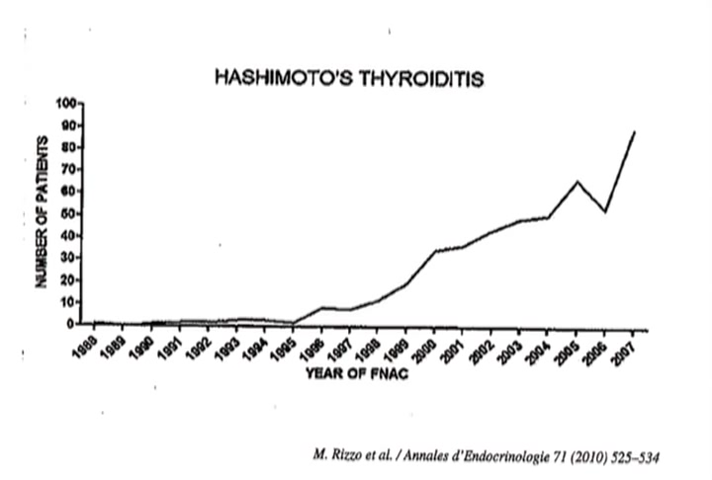 HASHIMOTO'S THYROIDITIS
NUMBER OF PATIENTS
100
90
80
70
60
50
40
30
20
10
0
1988 1989 1990 1991 1992 1993 1994 1995 1996 1997 1998 1999 2000 2001 2002 2003 2004 2005 2006 2007
YEAR OF FNAC
M. Rizzo et al. / Annales d'Endocrinologie 71 (2010) 525–534